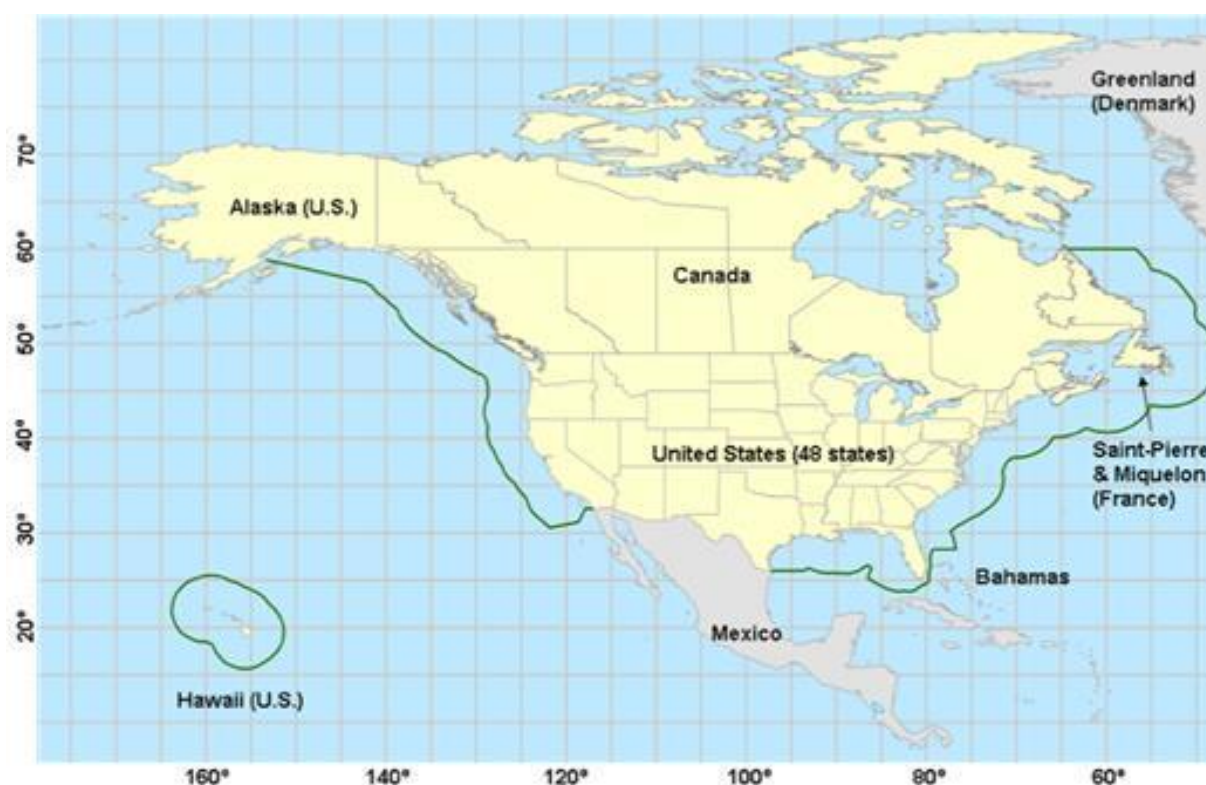 Greenland
(Denmark)
70°
Alaska (U.S.)
60°
Canada
50°
40°
United States (48 states)
Saint-Pierre
& Miquelon
(France)
30°
Bahamas
20°
Mexico
Hawaii (U.S.)
160°
140°
120°
100°
80°
60°